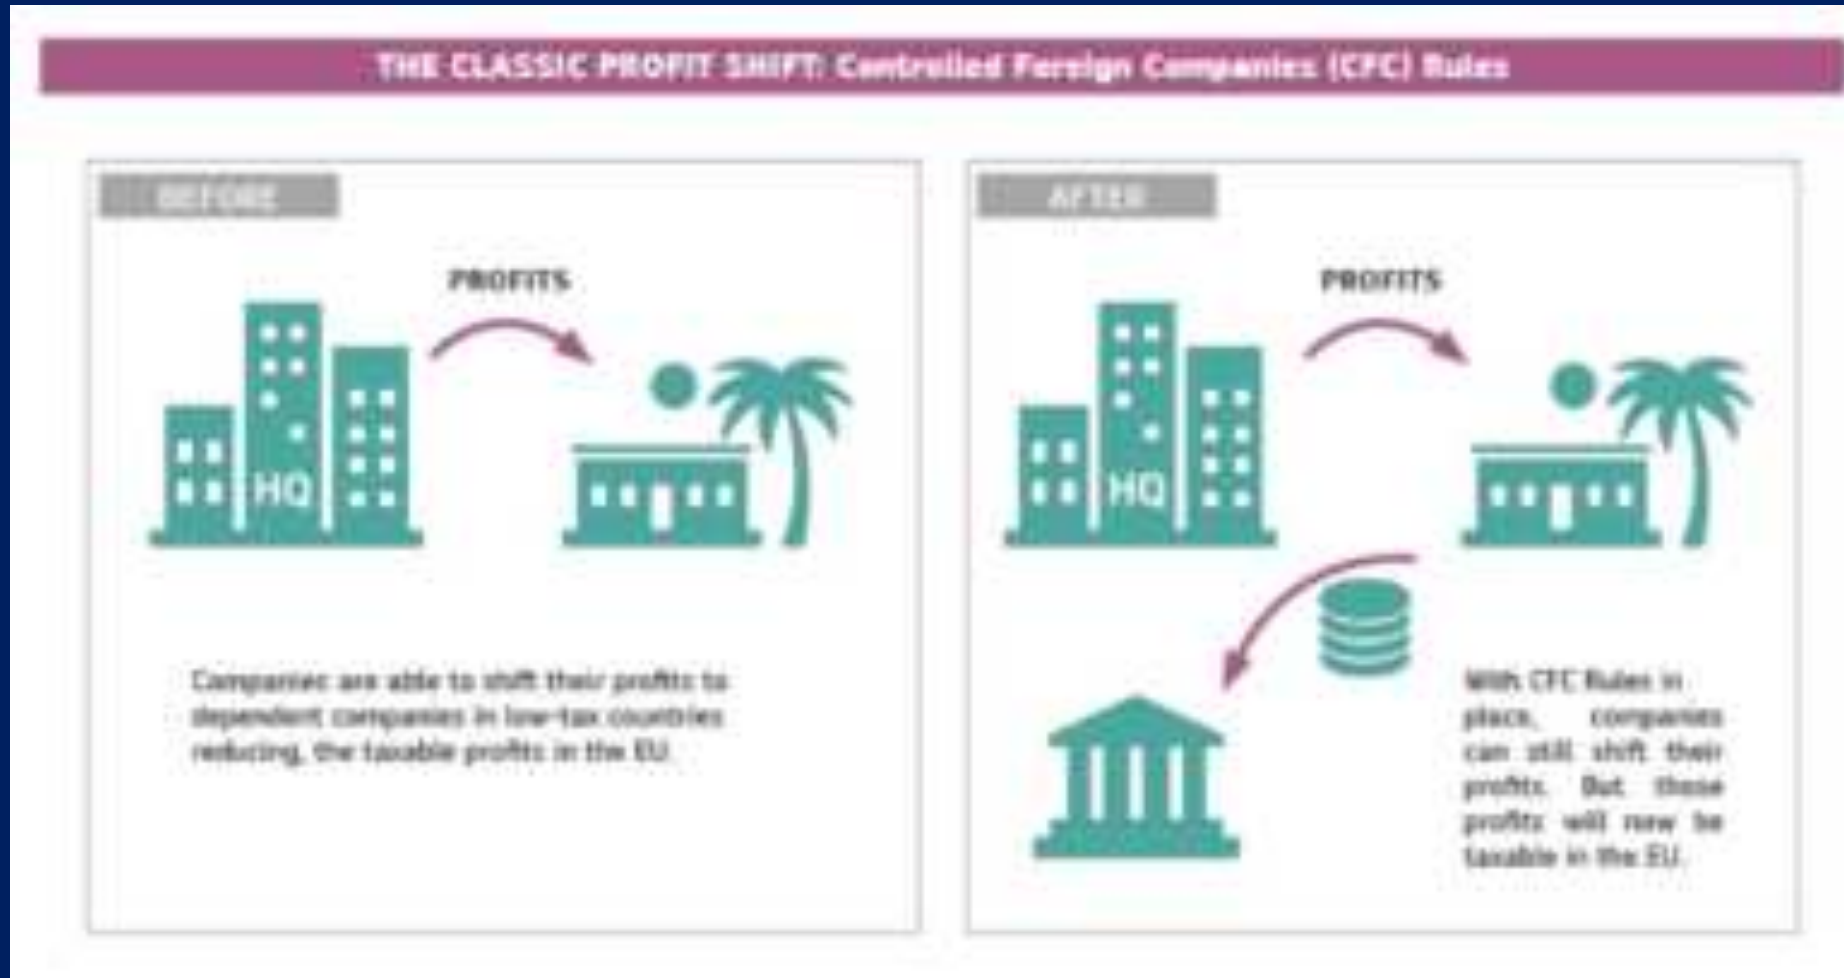 THE CLASSIC PROFIT SHIFT: Controlled Foreign Companies (CFC) Rules
BEFORE
PROFITS
HQ
Companies are able to shift their profits to
dependent companies in low-tax countries
reducing, the taxable profits in the EU.
AFTER
PROFITS
HQ
With CFC Rules in
place, companies
can still shift their
profits. But those
profits will now be
taxable in the EU.